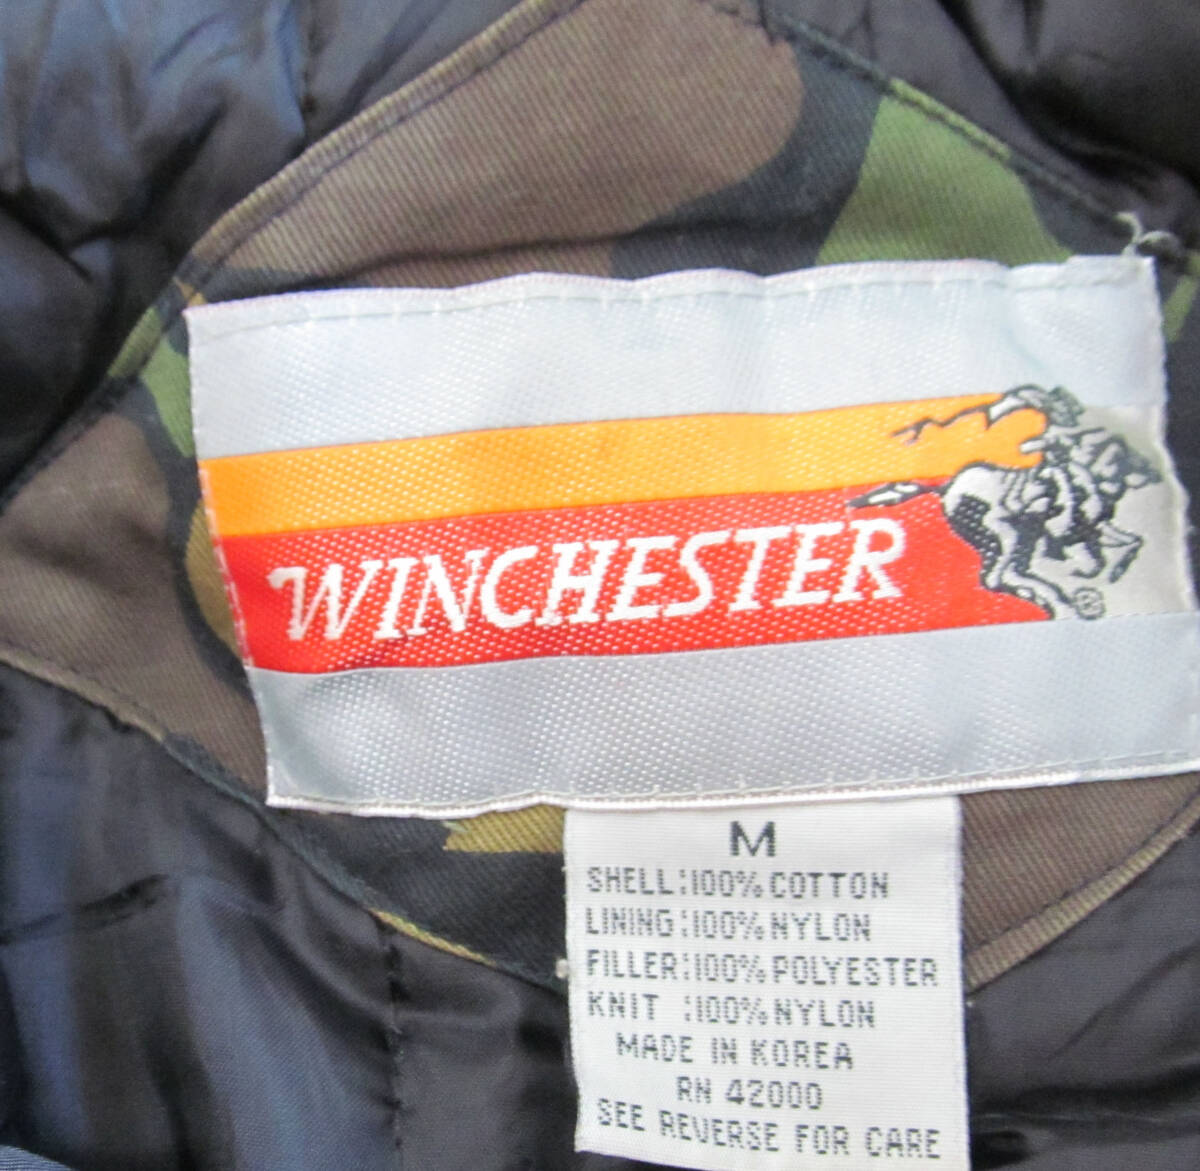 WINCHESTER
®
M
SHELL:100% COTTON
LINING:100% NYLON
FILLER:100% POLYESTER
KNIT :100% NYLON
MADE IN KOREA
RN 42000
SEE REVERSE FOR CARE